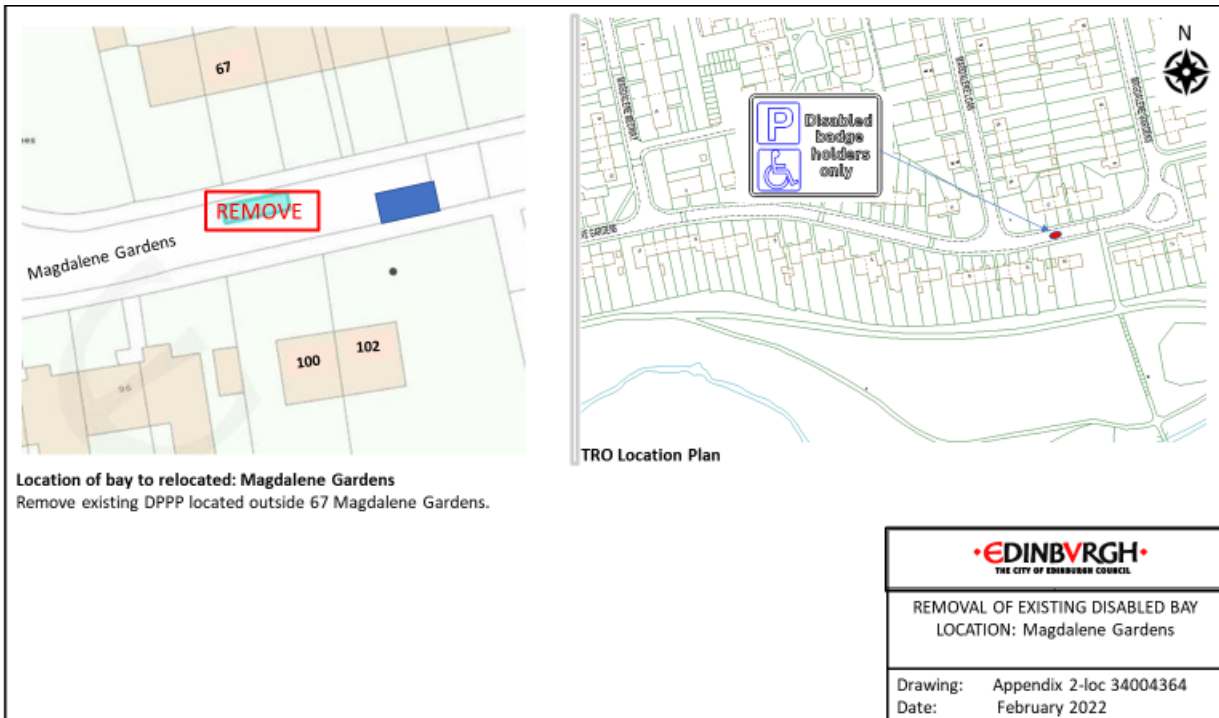 67
REMOVE
Magdalene Gardens
100
102
96
Location of bay to relocated: Magdalene Gardens
Remove existing DPPP located outside 67 Magdalene Gardens.
N
P
Disabled
badge
holders
only
MAGDALENE GARDENS
TRO Location Plan
EDINBVRGH
THE CITY OF EDINBURGH COUNCIL
REMOVAL OF EXISTING DISABLED BAY
LOCATION: Magdalene Gardens
Drawing: Appendix 2-loc 34004364
Date: February 2022